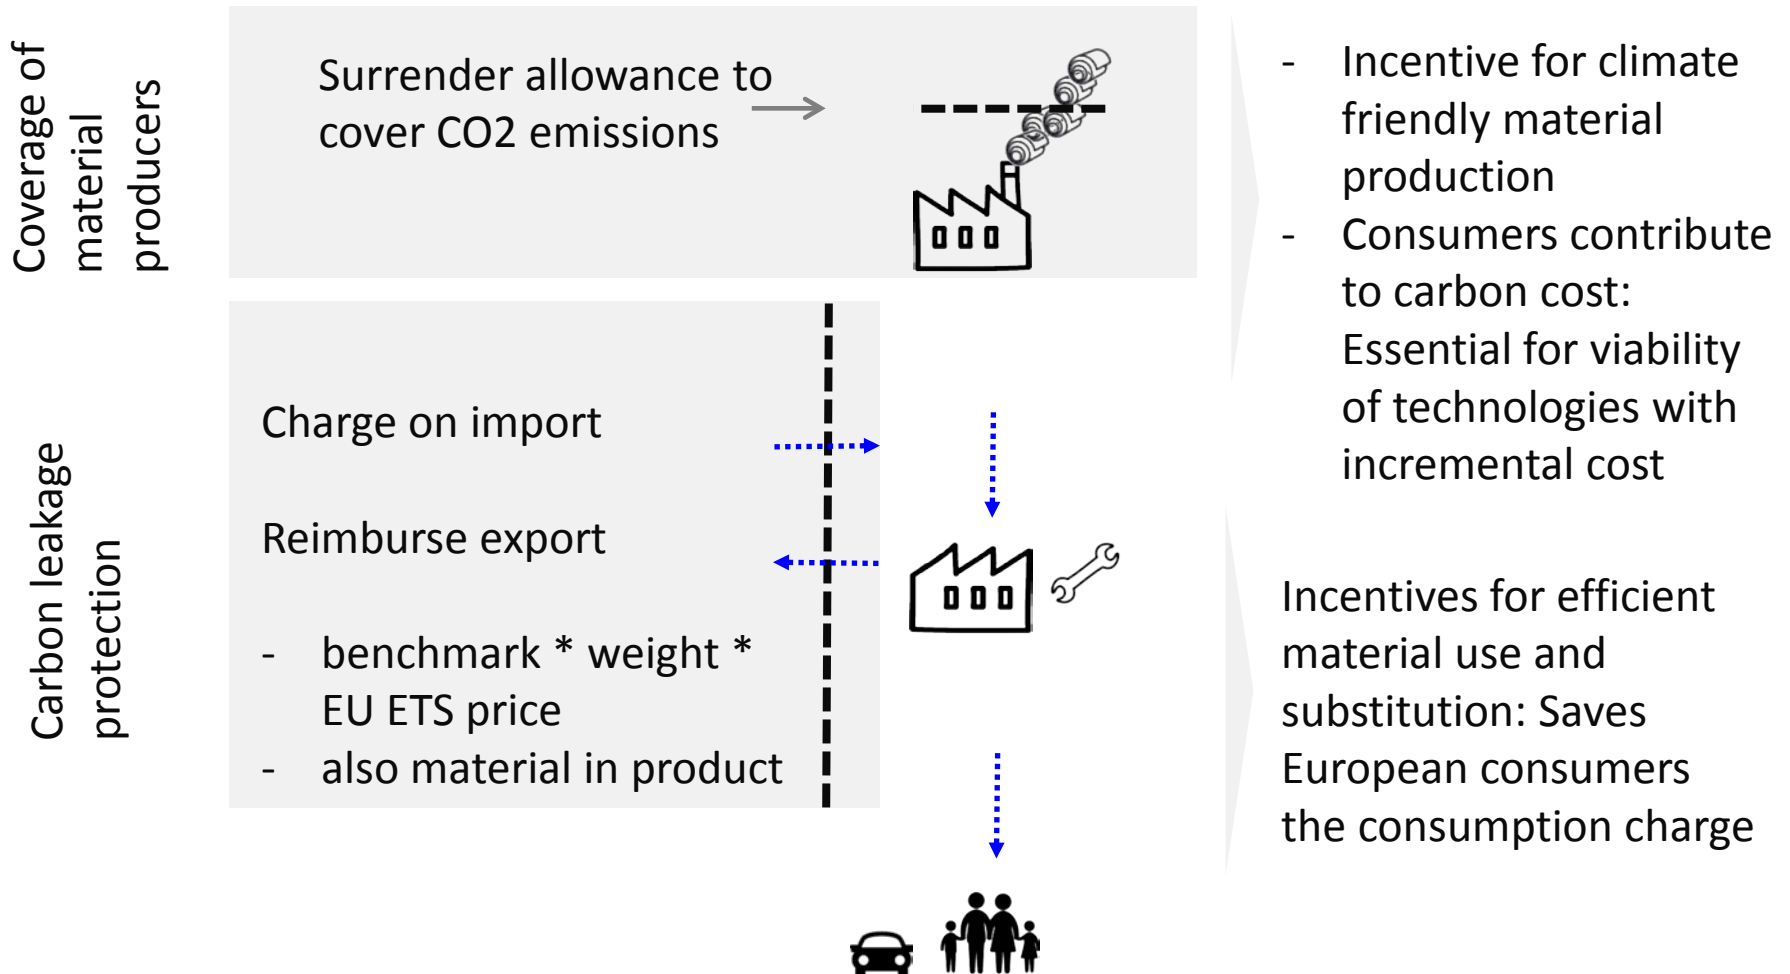 Coverage of
material
producers
Surrender allowance to
cover CO2 emissions
- Incentive for climate
friendly material
production
- Consumers contribute
to carbon cost:
Essential for viability
of technologies with
incremental cost
Carbon leakage
protection
Charge on import
Reimburse export
- benchmark * weight *
EU ETS price
- also material in product
Incentives for efficient
material use and
substitution: Saves
European consumers
the consumption charge